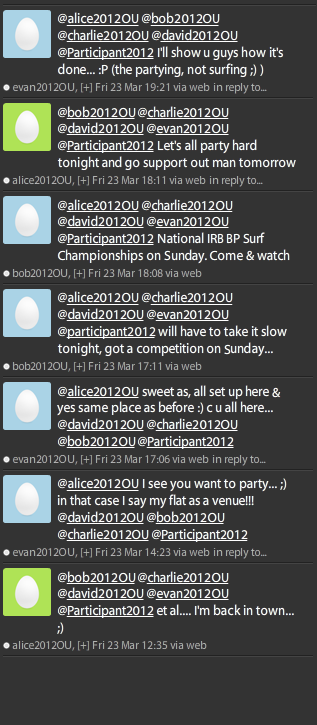 @alice2012OU @bob2012OU
@charlie2012OU @david2012OU
@Participant2012 I'll show u guys how it's
done... :P (the partying, not surfing ;) )
evan2012OU, [+] Fri 23 Mar 19:21 via web in reply to...
@bob2012OU @charlie2012OU
@david2012OU @evan2012OU
@Participant2012 Let's all party hard
tonight and go support out man tomorrow
alice2012OU, [+] Fri 23 Mar 18:11 via web in reply to...
@alice2012OU @charlie2012OU
@david2012OU @evan2012OU
@Participant2012 National IRB BP Surf
Championships on Sunday. Come & watch
bob2012OU, [+] Fri 23 Mar 18:08 via web
@alice2012OU @charlie2012OU
@david2012OU @evan2012OU
@participant2012 will have to take it slow
tonight, got a competition on Sunday...
bob2012OU, [+] Fri 23 Mar 17:11 via web
@alice2012OU sweet as, all set up here &
yes same place as before :) c u all here...
@david2012OU @charlie2012OU
@bob2012OU @Participant2012
evan2012OU, [+] Fri 23 Mar 17:06 via web in reply to...
@alice2012OU I see you want to party... ;)
in that case I say my flat as a venue!!!
@david2012OU @bob2012OU
@charlie2012OU @Participant2012
evan2012OU, [+] Fri 23 Mar 14:23 via web in reply to...
@bob2012OU @charlie2012OU
@david2012OU @evan2012OU
@Participant2012 et al.... I'm back in town...
;)
alice2012OU, [+] Fri 23 Mar 12:35 via web